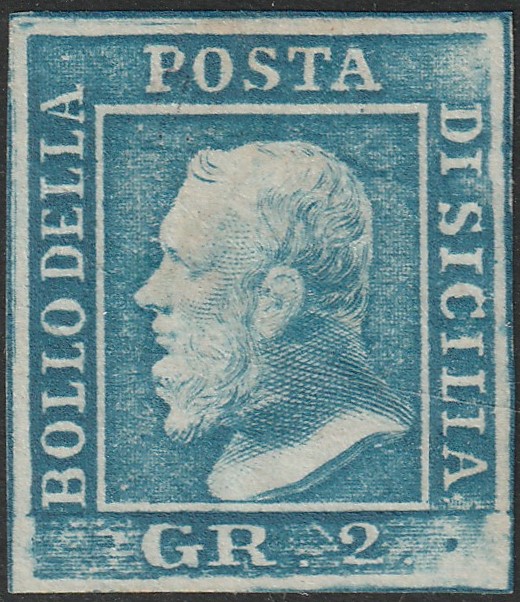 BOLLO DELLA
POSTA
DI SICILIA
GR. 2.